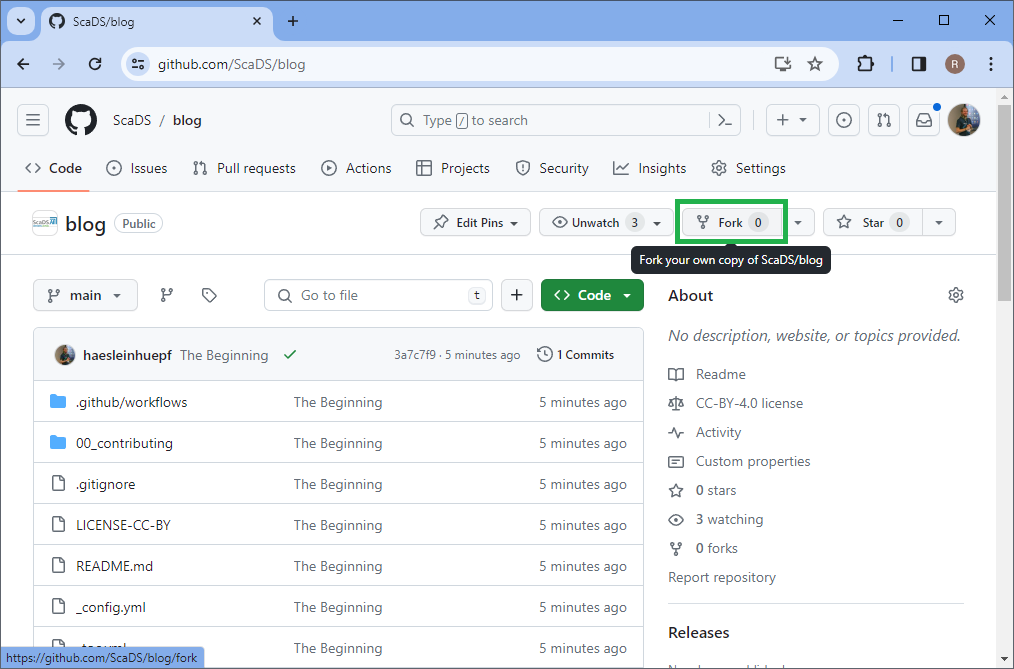 ScaDS/blog
github.com/ScaDS/blog
R
ScaDS / blog
Type / to search
Code Issues Pull requests Actions Projects Security Insights Settings
blog Public Edit Pins Unwatch 3 Fork 0 Star 0
Fork your own copy of ScaDS/blog
main Go to file t Code
About
No description, website, or topics provided.
haesleinhuepf The Beginning 3a7c7f9 · 5 minutes ago 1 Commits
Readme
.github/workflows The Beginning 5 minutes ago
CC-BY-4.0 license
Activity
00_contributing The Beginning 5 minutes ago
Custom properties
.gitignore The Beginning 5 minutes ago
0 stars
LICENSE-CC-BY The Beginning 5 minutes ago
3 watching
0 forks
README.md The Beginning 5 minutes ago
Report repository
_config.yml The Beginning 5 minutes ago
Releases
The Beginning 5 minutes ago
https://github.com/ScaDS/blog/fork